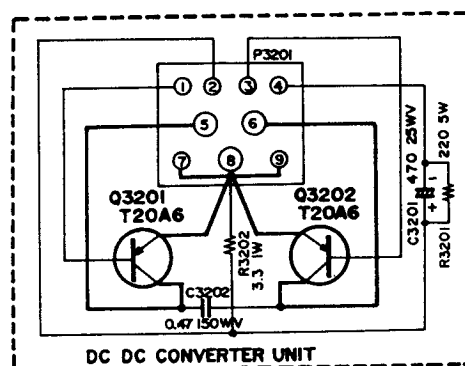 P3201
1 2 3 4
5 6
7 8 9
Q3201
T20A6
Q3202
T20A6
R3202
3.3 1W
C3202
0.47 150WV
C3201 470 25WV
- +
220 5W
R3201
DC DC CONVERTER UNIT